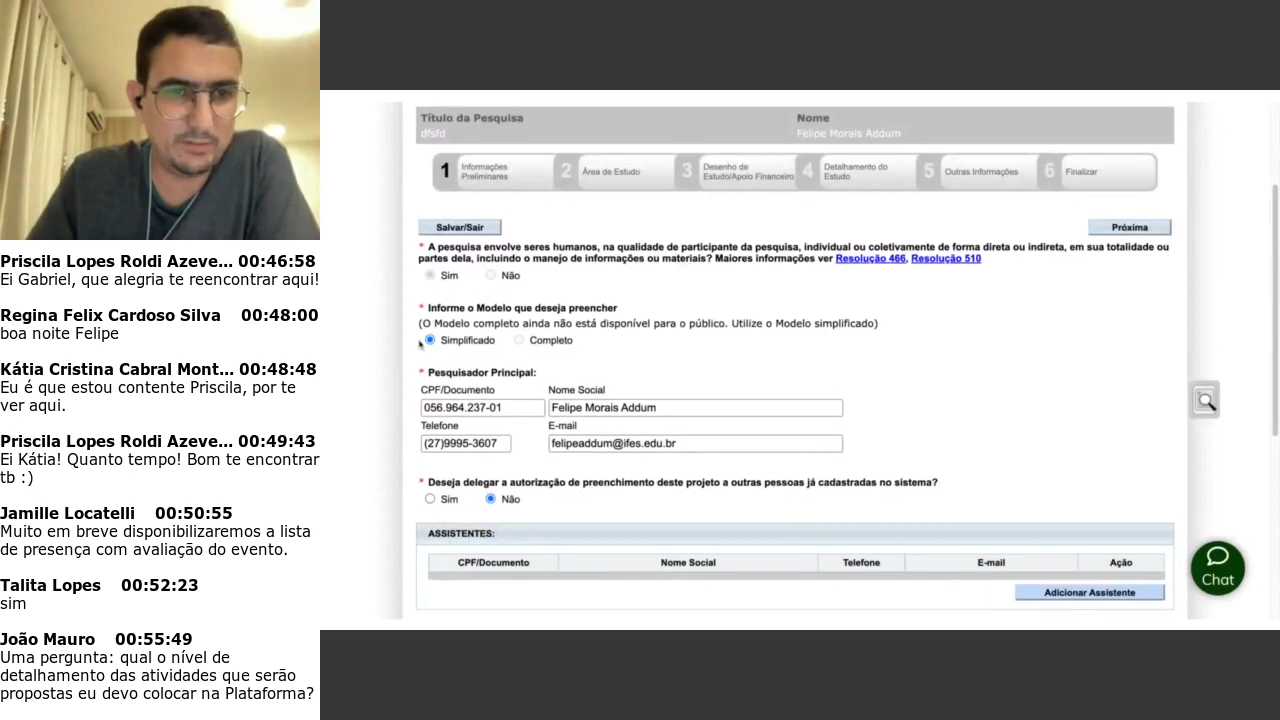 Priscila Lopes Roldi Azeve... 00:46:58
Ei Gabriel, que alegria te reencontrar aqui!
Regina Felix Cardoso Silva 00:48:00
boa noite Felipe
Kátia Cristina Cabral Mont... 00:48:48
Eu é que estou contente Priscila, por te
ver aqui.
Priscila Lopes Roldi Azeve... 00:49:43
Ei Kátia! Quanto tempo! Bom te encontrar
tb :)
Jamille Locatelli 00:50:55
Muito em breve disponibilizaremos a lista
de presença com avaliação do evento.
Talita Lopes 00:52:23
sim
João Mauro 00:55:49
Uma pergunta: qual o nível de
detalhamento das atividades que serão
propostas eu devo colocar na Plataforma?
Título da Pesquisa Nome
dfsfd Felipe Morais Addum
1 Informações Preliminares 2 Área de Estudo 3 Desenho de Estudo/Apoio Financeiro 4 Detalhamento do Estudo 5 Outras Informações 6 Finalizar
Salvar/Sair Próxima
* A pesquisa envolve seres humanos, na qualidade de participante da pesquisa, individual ou coletivamente de forma direta ou indireta, em sua totalidade ou
partes dela, incluindo o manejo de informações ou materiais? Maiores informações ver Resolução 466, Resolução 510
Sim Não
* Informe o Modelo que deseja preencher
(O Modelo completo ainda não está disponível para o público. Utilize o Modelo simplificado)
Simplificado Completo
* Pesquisador Principal:
CPF/Documento Nome Social
056.964.237-01 Felipe Morais Addum
Telefone E-mail
(27)9995-3607 felipeaddum@ifes.edu.br
* Deseja delegar a autorização de preenchimento deste projeto a outras pessoas já cadastradas no sistema?
Sim Não
ASSISTENTES:
CPF/Documento Nome Social Telefone E-mail Ação
Adicionar Assistente
Chat